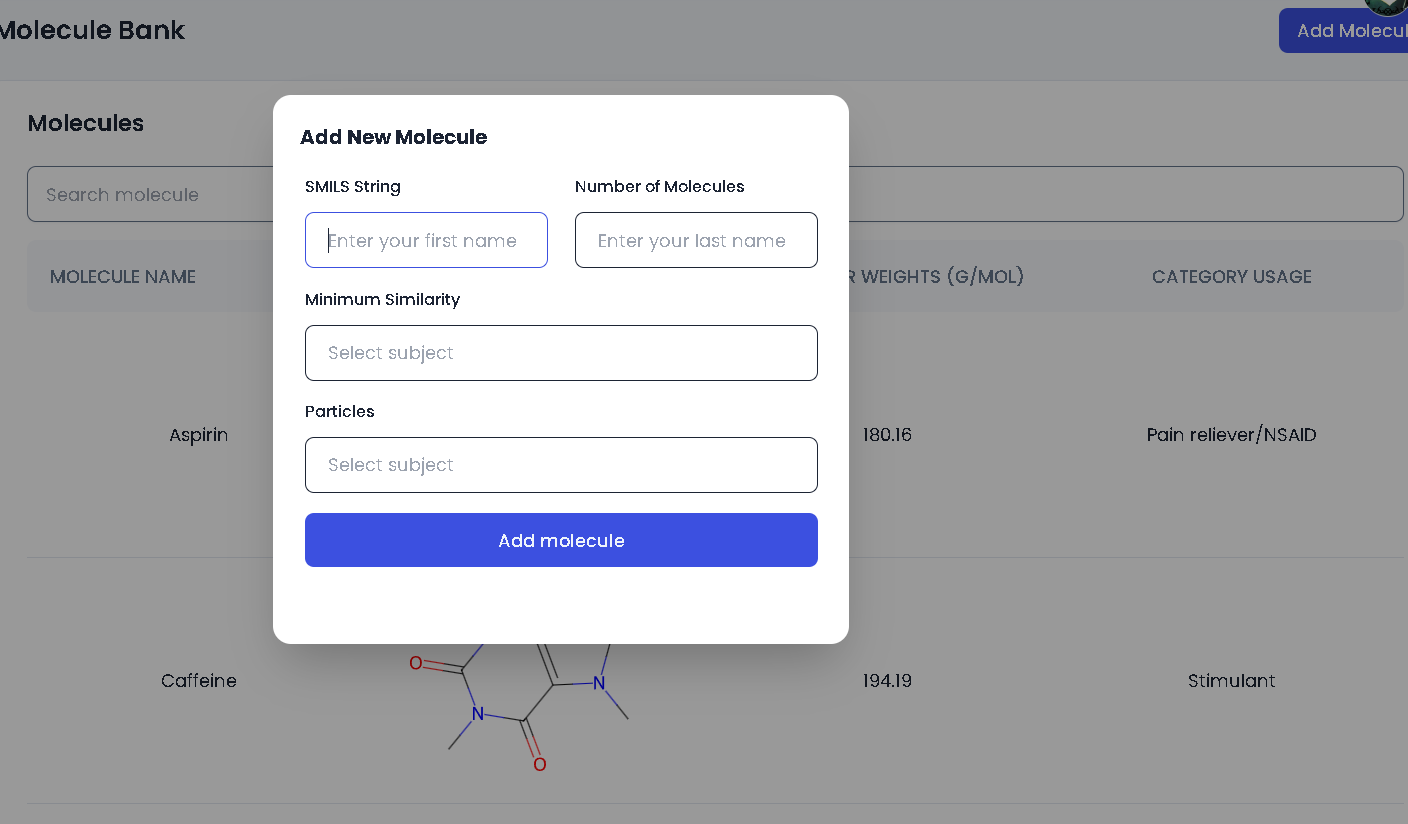 Molecule Bank
Add Molecul
Molecules
Search molecule
MOLECULE NAME
R WEIGHTS (G/MOL)
CATEGORY USAGE
Add New Molecule
SMILS String
Number of Molecules
Enter your first name
Enter your last name
Minimum Similarity
Select subject
Particles
Select subject
Add molecule
Aspirin
180.16
Pain reliever/NSAID
Caffeine
194.19
Stimulant
O
N
N
O